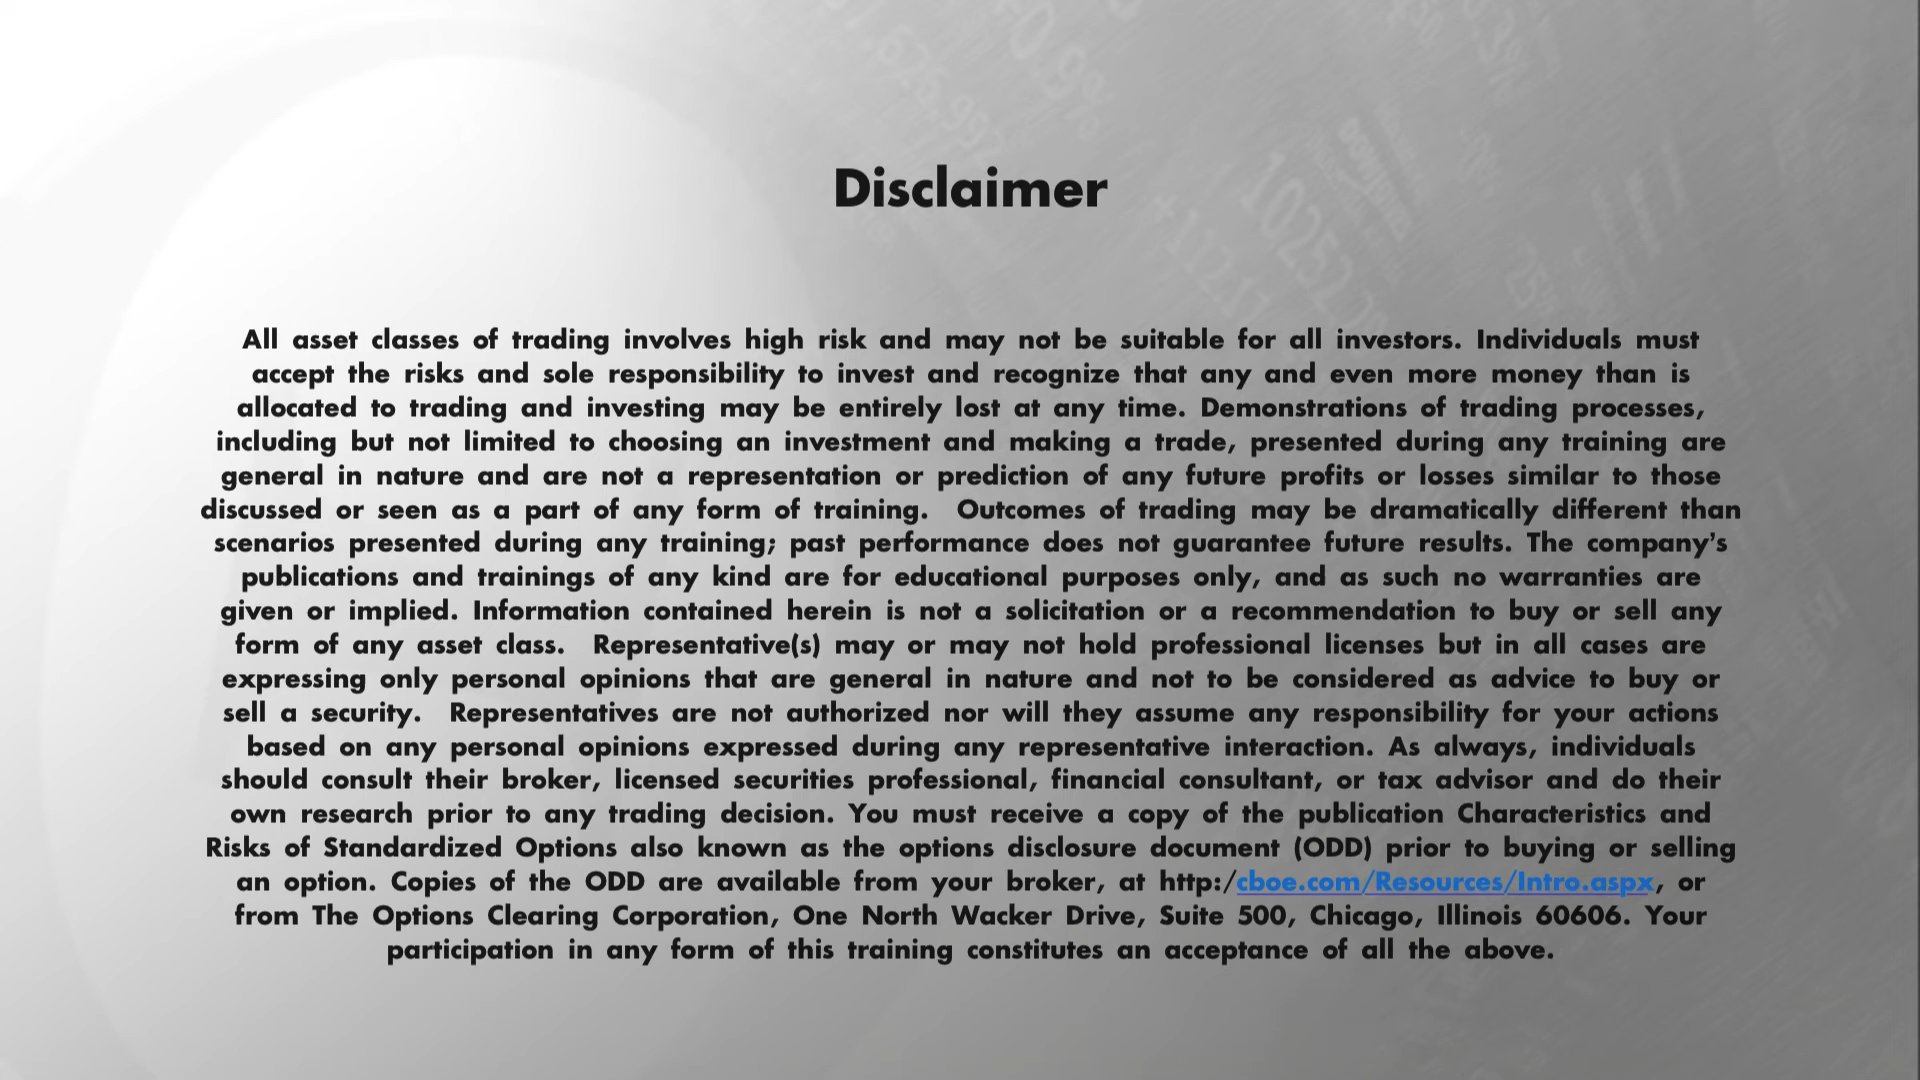 Disclaimer
All asset classes of trading involves high risk and may not be suitable for all investors. Individuals must
accept the risks and sole responsibility to invest and recognize that any and even more money than is
allocated to trading and investing may be entirely lost at any time. Demonstrations of trading processes,
including but not limited to choosing an investment and making a trade, presented during any training are
general in nature and are not a representation or prediction of any future profits or losses similar to those
discussed or seen as a part of any form of training. Outcomes of trading may be dramatically different than
scenarios presented during any training; past performance does not guarantee future results. The company’s
publications and trainings of any kind are for educational purposes only, and as such no warranties are
given or implied. Information contained herein is not a solicitation or a recommendation to buy or sell any
form of any asset class. Representative(s) may or may not hold professional licenses but in all cases are
expressing only personal opinions that are general in nature and not to be considered as advice to buy or
sell a security. Representatives are not authorized nor will they assume any responsibility for your actions
based on any personal opinions expressed during any representative interaction. As always, individuals
should consult their broker, licensed securities professional, financial consultant, or tax advisor and do their
own research prior to any trading decision. You must receive a copy of the publication Characteristics and
Risks of Standardized Options also known as the options disclosure document (ODD) prior to buying or selling
an option. Copies of the ODD are available from your broker, at http:/cboe.com/Resources/Intro.aspx, or
from The Options Clearing Corporation, One North Wacker Drive, Suite 500, Chicago, Illinois 60606. Your
participation in any form of this training constitutes an acceptance of all the above.
+0.9%